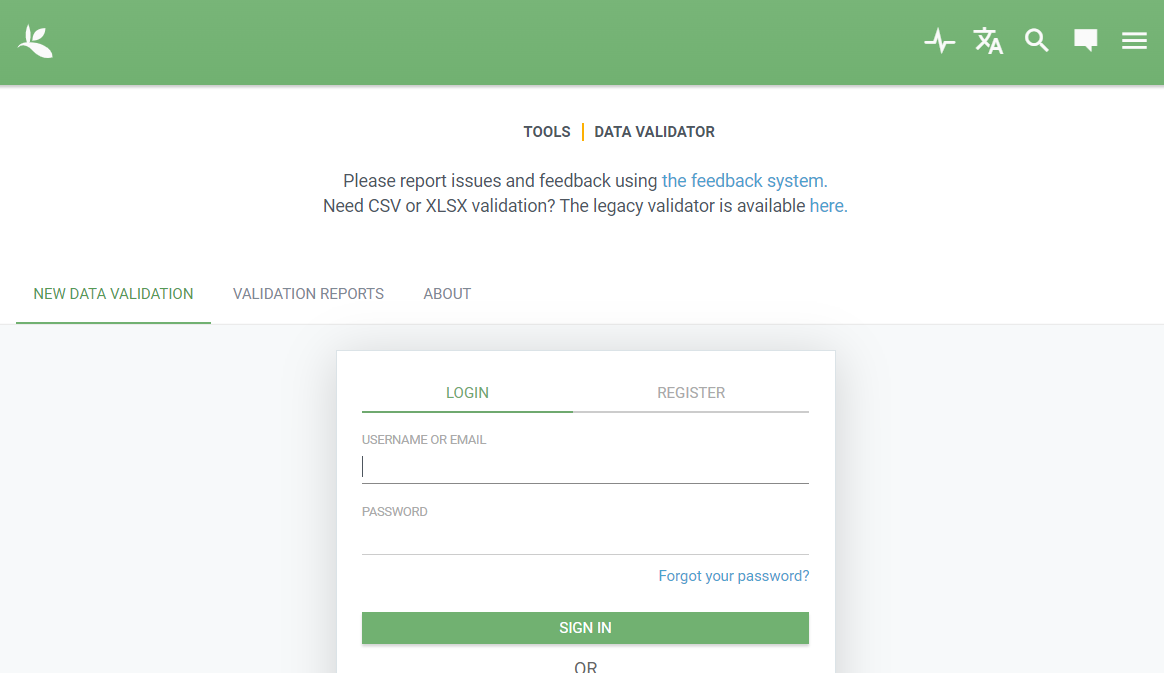 TOOLS | DATA VALIDATOR
Please report issues and feedback using the feedback system.
Need CSV or XLSX validation? The legacy validator is available here.
NEW DATA VALIDATION VALIDATION REPORTS ABOUT
LOGIN REGISTER
USERNAME OR EMAIL
PASSWORD
Forgot your password?
SIGN IN
OR